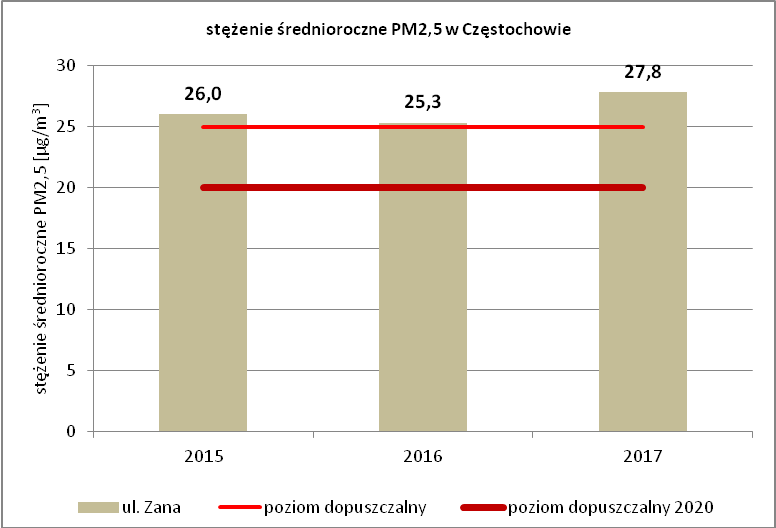 stężenie średnioroczne PM2,5 w Częstochowie
stężenie średnioroczne PM2,5 [µg/m³]
30
25
20
15
10
5
0
26,0
25,3
27,8
2015
2016
2017
ul. Zana
poziom dopuszczalny
poziom dopuszczalny 2020